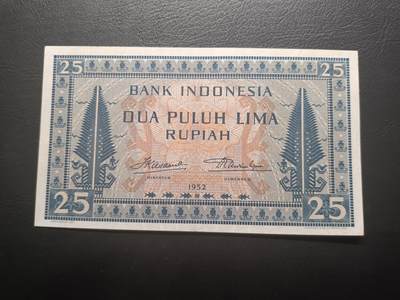 25 25
BANK INDONESIA
DUA PULUH LIMA
RUPIAH
1952
25 25